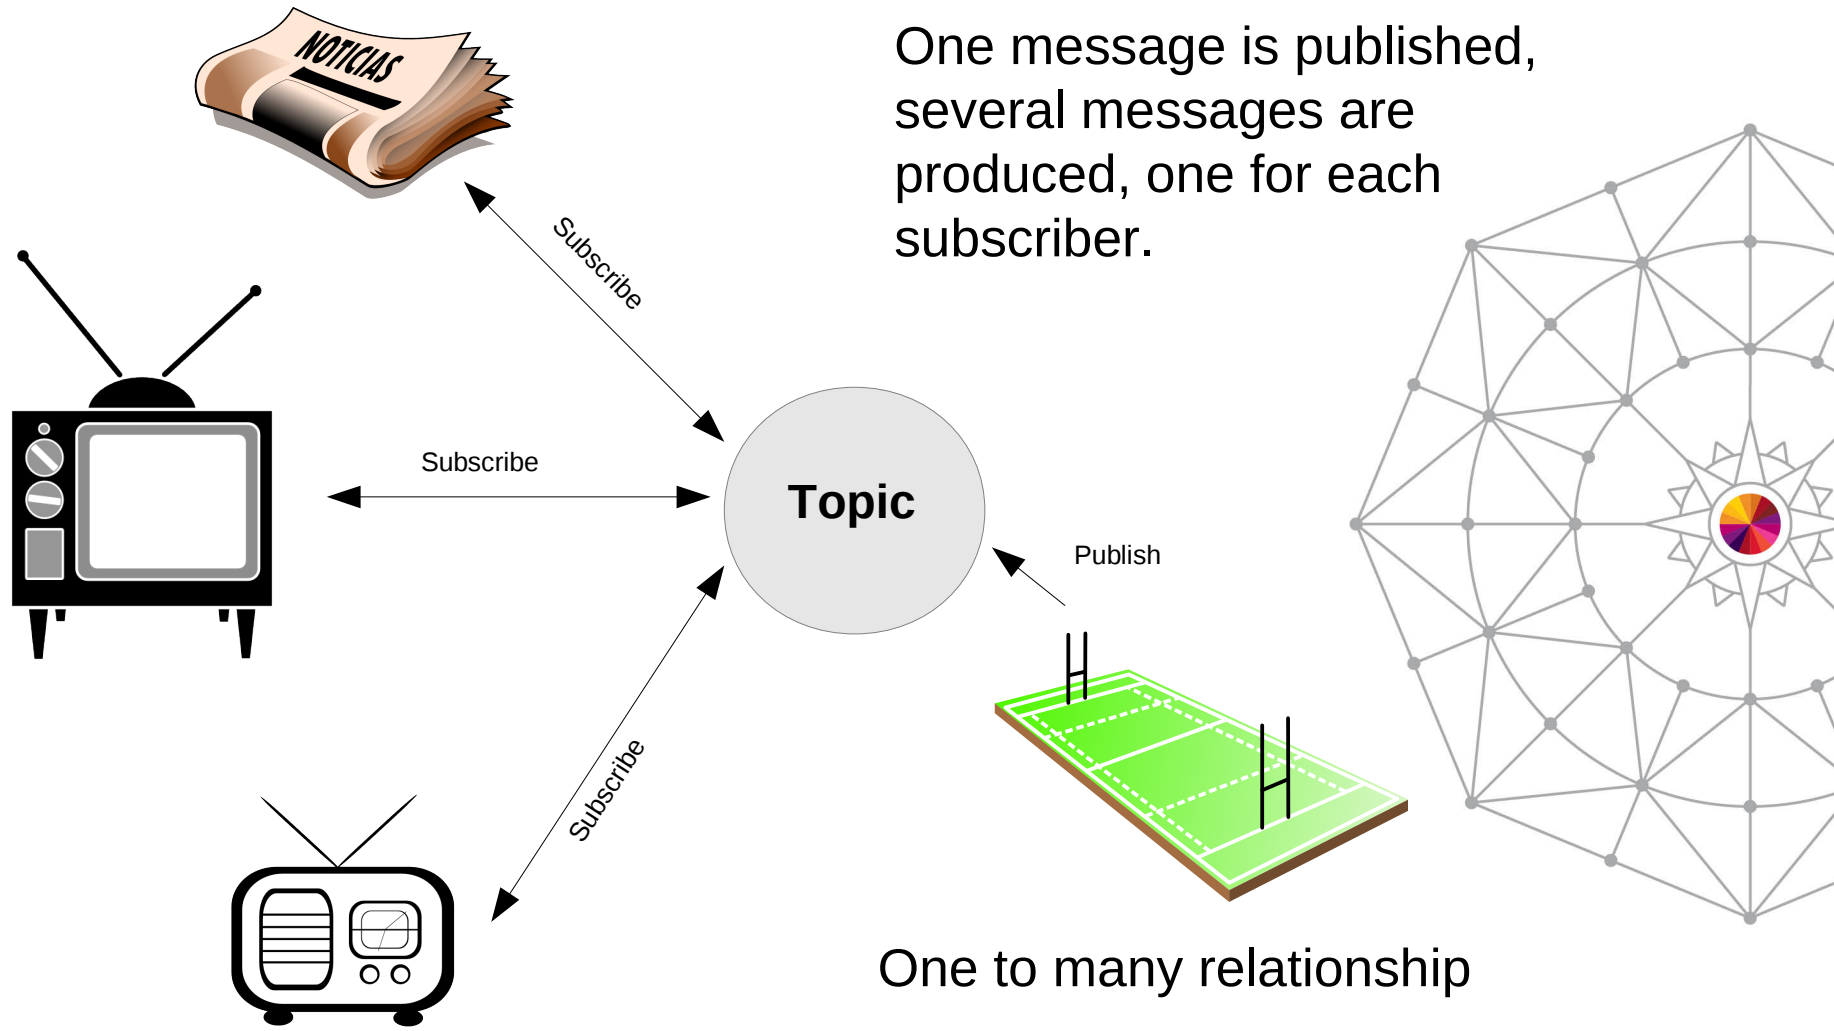 NOTICIAS
One message is published,
several messages are
produced, one for each
subscriber.
Subscribe
Subscribe
Topic
Publish
Subscribe
One to many relationship